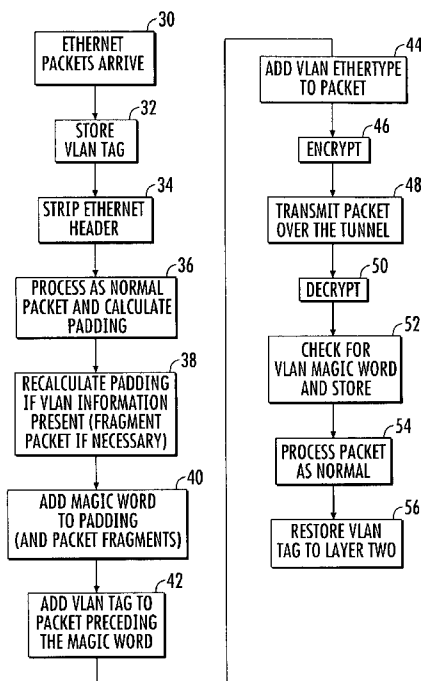 30
ETHERNET
PACKETS ARRIVE
32
STORE
VLAN TAG
34
STRIP ETHERNET
HEADER
36
PROCESS AS NORMAL
PACKET AND CALCULATE
PADDING
38
RECALCULATE PADDING
IF VLAN INFORMATION
PRESENT (FRAGMENT
PACKET IF NECESSARY)
40
ADD MAGIC WORD
TO PADDING
(AND PACKET FRAGMENTS)
42
ADD VLAN TAG TO
PACKET PRECEDING
THE MAGIC WORD
44
ADD VLAN ETHERTYPE
TO PACKET
46
ENCRYPT
48
TRANSMIT PACKET
OVER THE TUNNEL
50
DECRYPT
52
CHECK FOR
VLAN MAGIC WORD
AND STORE
54
PROCESS PACKET
AS NORMAL
56
RESTORE VLAN
TAG TO LAYER TWO